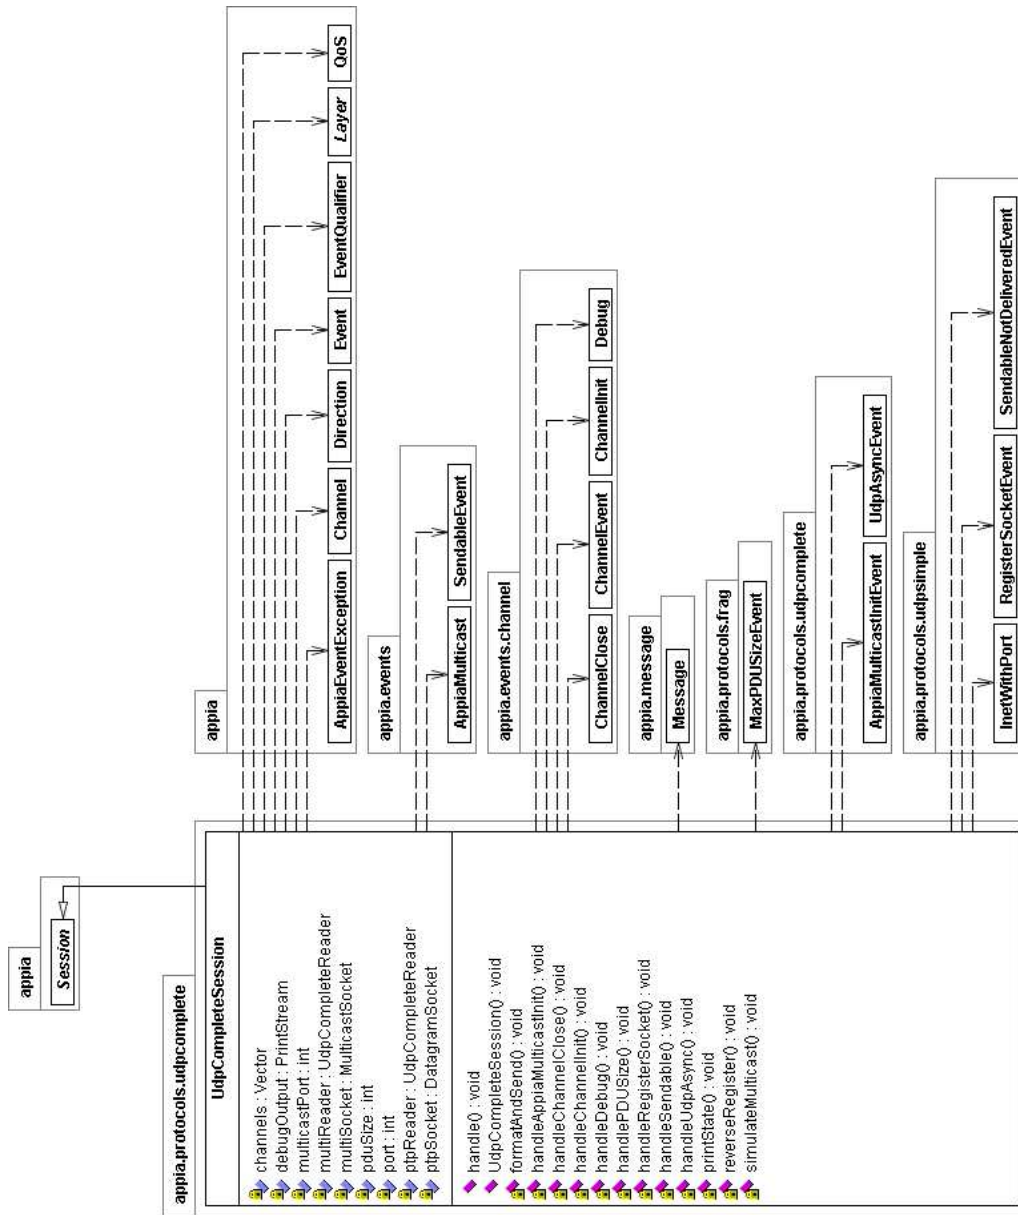 appia
Session
appia.protocols.udpcomplete
UdpCompleteSession
channels : Vector
debugOutput : PrintStream
multicastPort : int
multiReader : UdpCompleteReader
multiSocket : MulticastSocket
pduSize : int
port : int
ptpReader : UdpCompleteReader
ptpSocket : DatagramSocket
handle() : void
UdpCompleteSession() : void
formatAndSend() : void
handleAppiaMulticastInit() : void
handleChannelClose() : void
handleChannelInit() : void
handleDebug() : void
handlePDUSize() : void
handleRegisterSocket() : void
handleSendable() : void
handleUdpAsync() : void
printState() : void
reverseRegister() : void
simulateMulticast() : void
appia
AppiaEventException
Channel
Direction
Event
EventQualifier
Layer
QoS
appia.events
AppiaMulticast
SendableEvent
appia.events.channel
ChannelClose
ChannelEvent
ChannelInit
Debug
appia.message
Message
appia.protocols.frag
MaxPDUSizeEvent
appia.protocols.udpcomplete
AppiaMulticastInitEvent
UdpAsyncEvent
appia.protocols.udpsimple
InetWithPort
RegisterSocketEvent
SendableNotDeliveredEvent